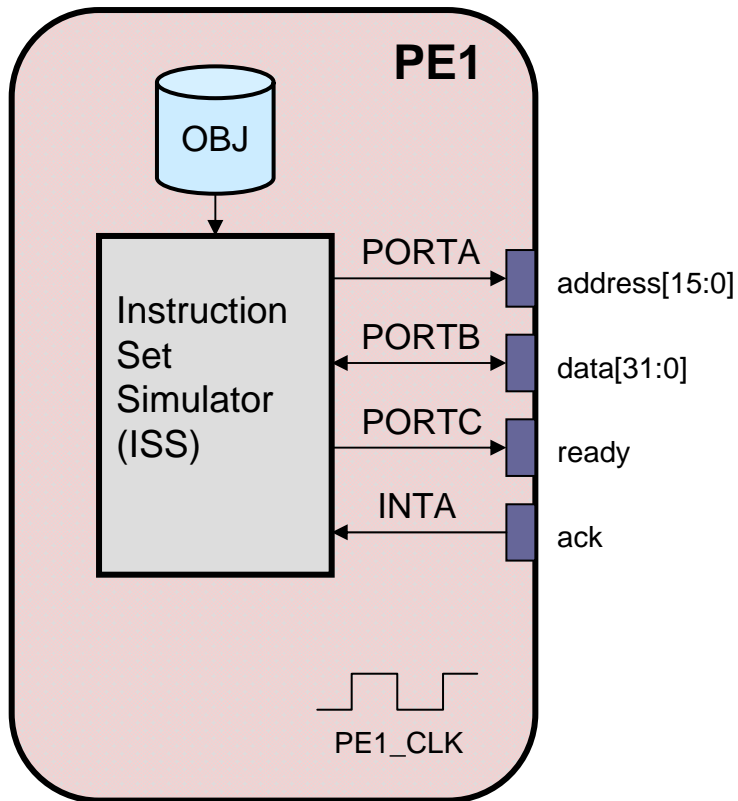 PE1
OBJ
Instruction
Set
Simulator
(ISS)
PORTA
address[15:0]
PORTB
data[31:0]
PORTC
ready
INTA
ack
PE1_CLK